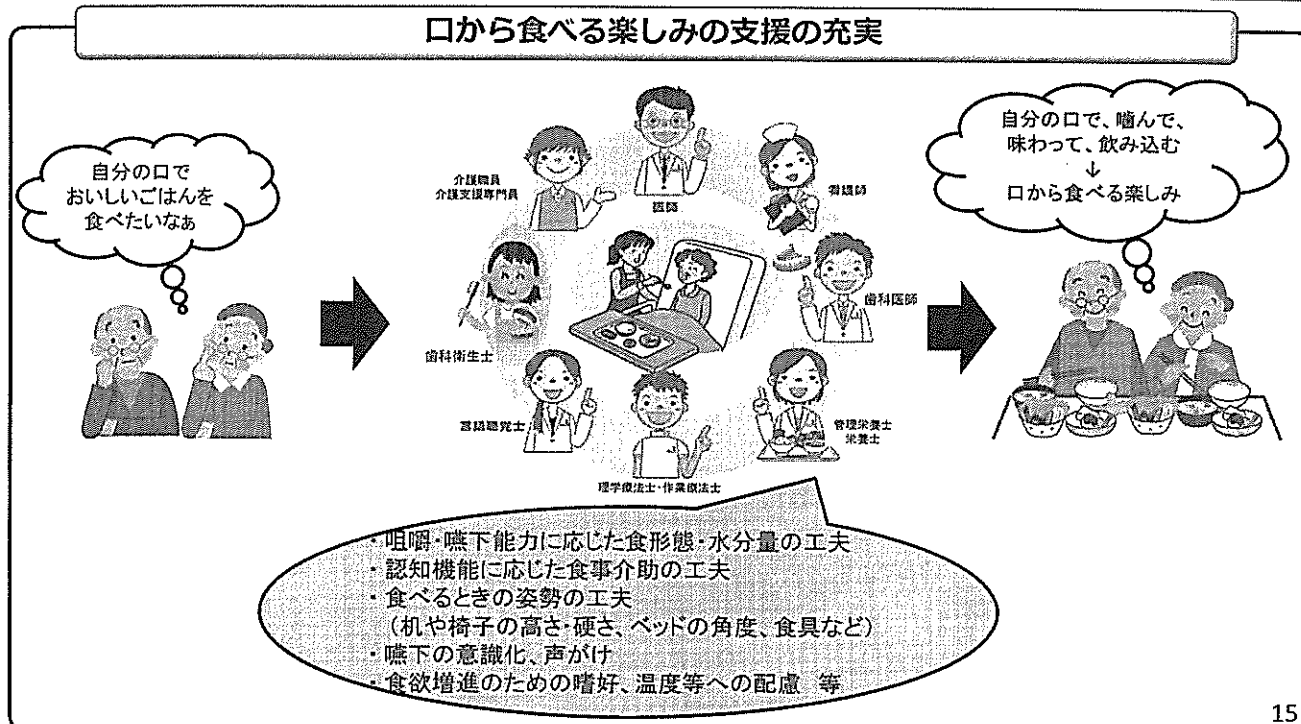 口から食べる楽しみの支援の充実
自分の口で
おいしいごはんを
食べたいなぁ
介護職員
介護支援専門員
医師
看護師
歯科医師
管理栄養士
栄養士
理学療法士・作業療法士
言語聴覚士
歯科衛生士
自分の口で、噛んで、
味わって、飲み込む
↓
口から食べる楽しみ
・咀嚼・嚥下能力に応じた食形態・水分量の工夫
・認知機能に応じた食事介助の工夫
・食べるときの姿勢の工夫
(机や椅子の高さ・硬さ、ベッドの角度、食具など)
・嚥下の意識化、声がけ
・食欲増進のための嗜好、温度等への配慮 等
15